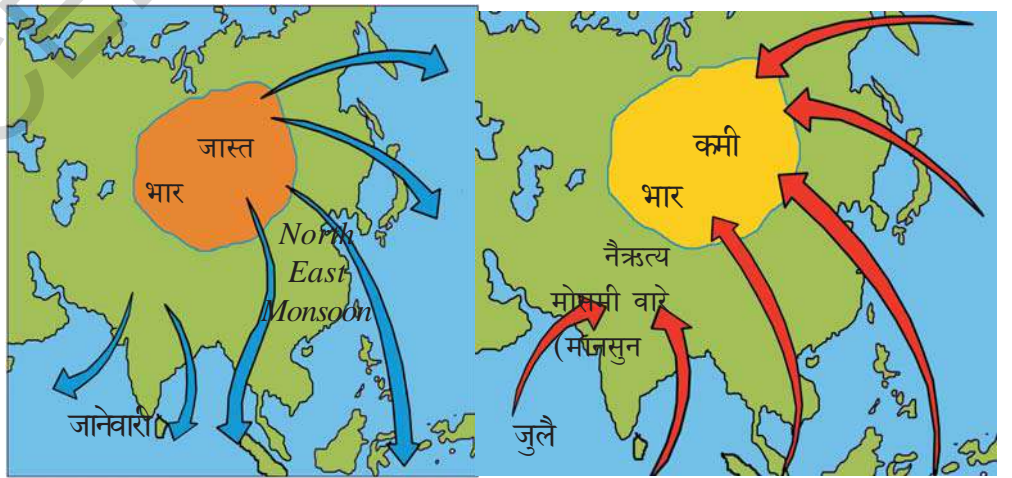 जास्त
भार
North
East
Monsoon
जानेवारी
कमी
भार
नैऋत्य
मोसमी वारे
(मॉनसुन
जुलै